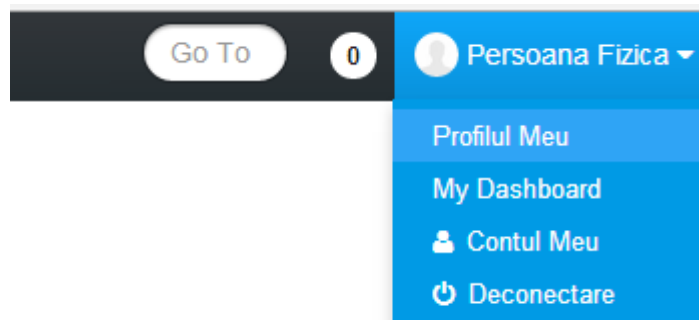 Go To 0 Persoana Fizica
Profilul Meu
My Dashboard
Contul Meu
Deconectare